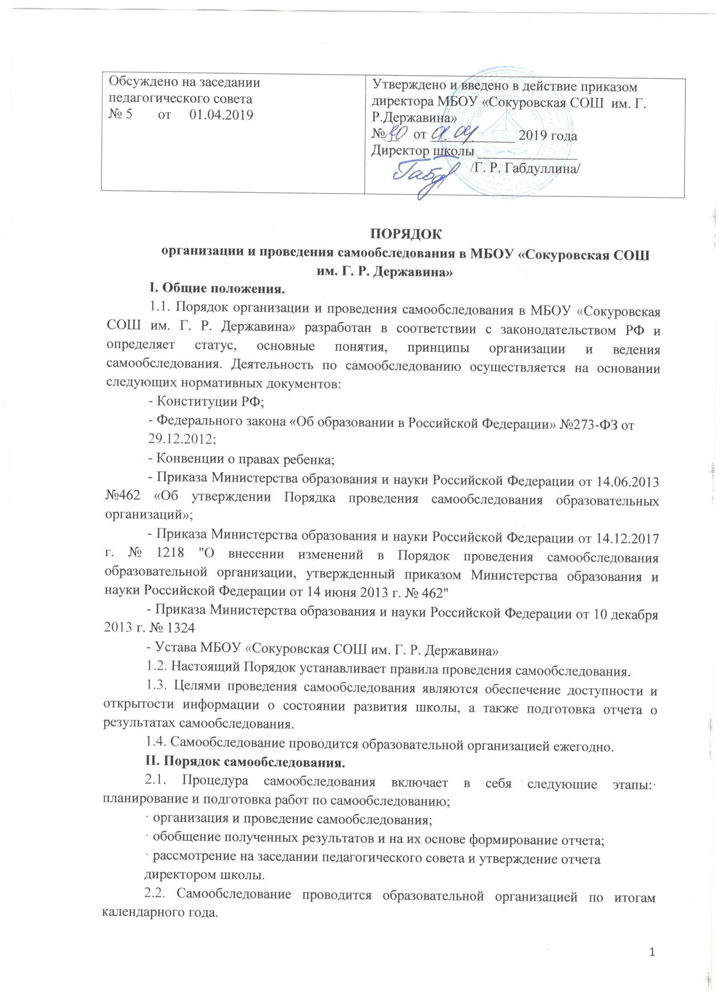 Обсуждено на заседании
педагогического совета
№ 5 от 01.04.2019
Утверждено и введено в действие приказом
директора МБОУ «Сокуровская СОШ им. Г.
Р.Державина»
№ 80 от 01.04. 2019 года
Директор школы
/Г. Р. Габдуллина/
ПОРЯДОК
организации и проведения самообследования в МБОУ «Сокуровская СОШ
им. Г. Р. Державина»
I. Общие положения.
1.1. Порядок организации и проведения самообследования в МБОУ «Сокуровская
СОШ им. Г. Р. Державина» разработан в соответствии с законодательством РФ и
определяет статус, основные понятия, принципы организации и ведения
самообследования. Деятельность по самообследованию осуществляется на основании
следующих нормативных документов:
- Конституции РФ;
- Федерального закона «Об образовании в Российской Федерации» №273-ФЗ от
29.12.2012;
- Конвенции о правах ребенка;
- Приказа Министерства образования и науки Российской Федерации от 14.06.2013
№462 «Об утверждении Порядка проведения самообследования образовательных
организаций»;
- Приказа Министерства образования и науки Российской Федерации от 14.12.2017
г. № 1218 "О внесении изменений в Порядок проведения самообследования
образовательной организации, утвержденный приказом Министерства образования и
науки Российской Федерации от 14 июня 2013 г. № 462"
- Приказа Министерства образования и науки Российской Федерации от 10 декабря
2013 г. № 1324
- Устава МБОУ «Сокуровская СОШ им. Г. Р. Державина»
1.2. Настоящий Порядок устанавливает правила проведения самообследования.
1.3. Целями проведения самообследования являются обеспечение доступности и
открытости информации о состоянии развития школы, а также подготовка отчета о
результатах самообследования.
1.4. Самообследование проводится образовательной организацией ежегодно.
II. Порядок самообследования.
2.1. Процедура самообследования включает в себя следующие этапы:·
планирование и подготовка работ по самообследованию;
· организация и проведение самообследования;
· обобщение полученных результатов и на их основе формирование отчета;
· рассмотрение на заседании педагогического совета и утверждение отчета
директором школы.
2.2. Самообследование проводится образовательной организацией по итогам
календарного года.
1